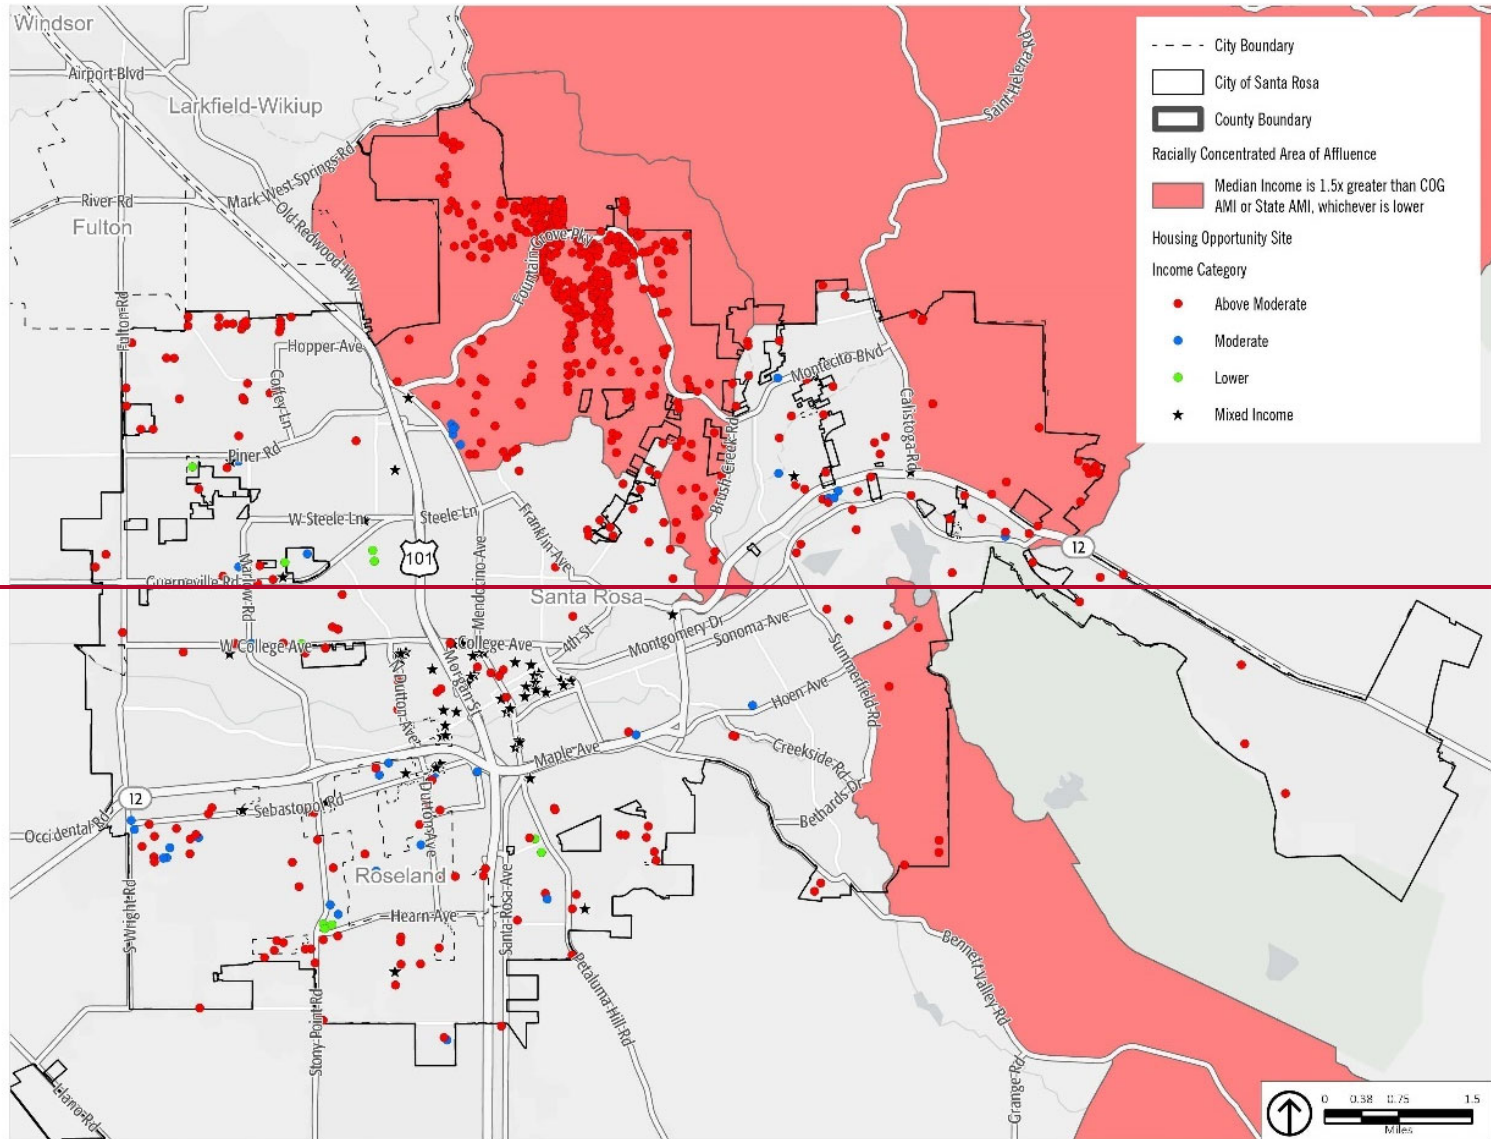 Windsor
Airport Blvd
Larkfield-Wikiup
Saint Helena Rd
River Rd
Mark West Springs Rd
Fulton
Old Redwood Hwy
Fountain Grove Pky
Fulton Rd
Hopper Ave
Coffey Ln
Montecito Blvd
Calistoga Rd
Piner Rd
Brush Creek Rd
W Steele Ln
Steele Ln
Franklin Ave
101
12
Mendocino Ave
Marlow Rd
Guerneville Rd
Santa Rosa
W College Ave
College Ave
4th St
Montgomery Dr
Sonoma Ave
Summerfield Rd
N Dutton Ave
Morgan St
Hoen Ave
Maple Ave
Creekside Rd
Bethards Dr
12
Sebastopol Rd
Occidental Rd
Dutton Ave
Roseland
S Wright Rd
Santa Rosa Ave
Hearn Ave
Stony Point Rd
Petaluma Hill Rd
Bennett Valley Rd
Grange Rd
Llano Rd
City Boundary
City of Santa Rosa
County Boundary
Racially Concentrated Area of Affluence
Median Income is 1.5x greater than COG
AMI or State AMI, whichever is lower
Housing Opportunity Site
Income Category
Above Moderate
Moderate
Lower
Mixed Income
0 0.38 0.75 1.5
Miles